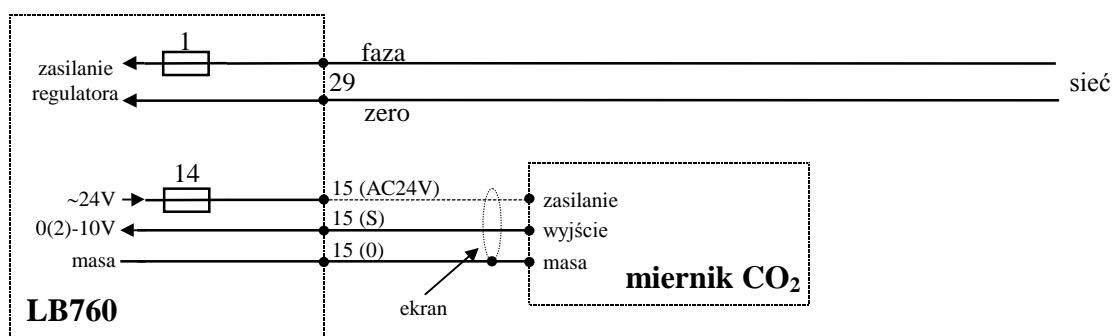 1
faza
zasilanie
regulatora
29
sieć
zero
14
~24V
15 (AC24V)
zasilanie
0(2)-10V
15 (S)
wyjście
masa
15 (0)
masa
miernik CO₂
ekran
LB760